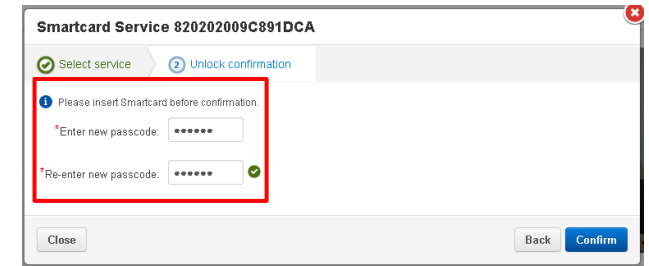 Smartcard Service 820202009C891DCA
Select service 2 Unlock confirmation
Please insert Smartcard before confirmation.
*Enter new passcode: ••••••
*Re-enter new passcode: ••••••
Close Back Confirm